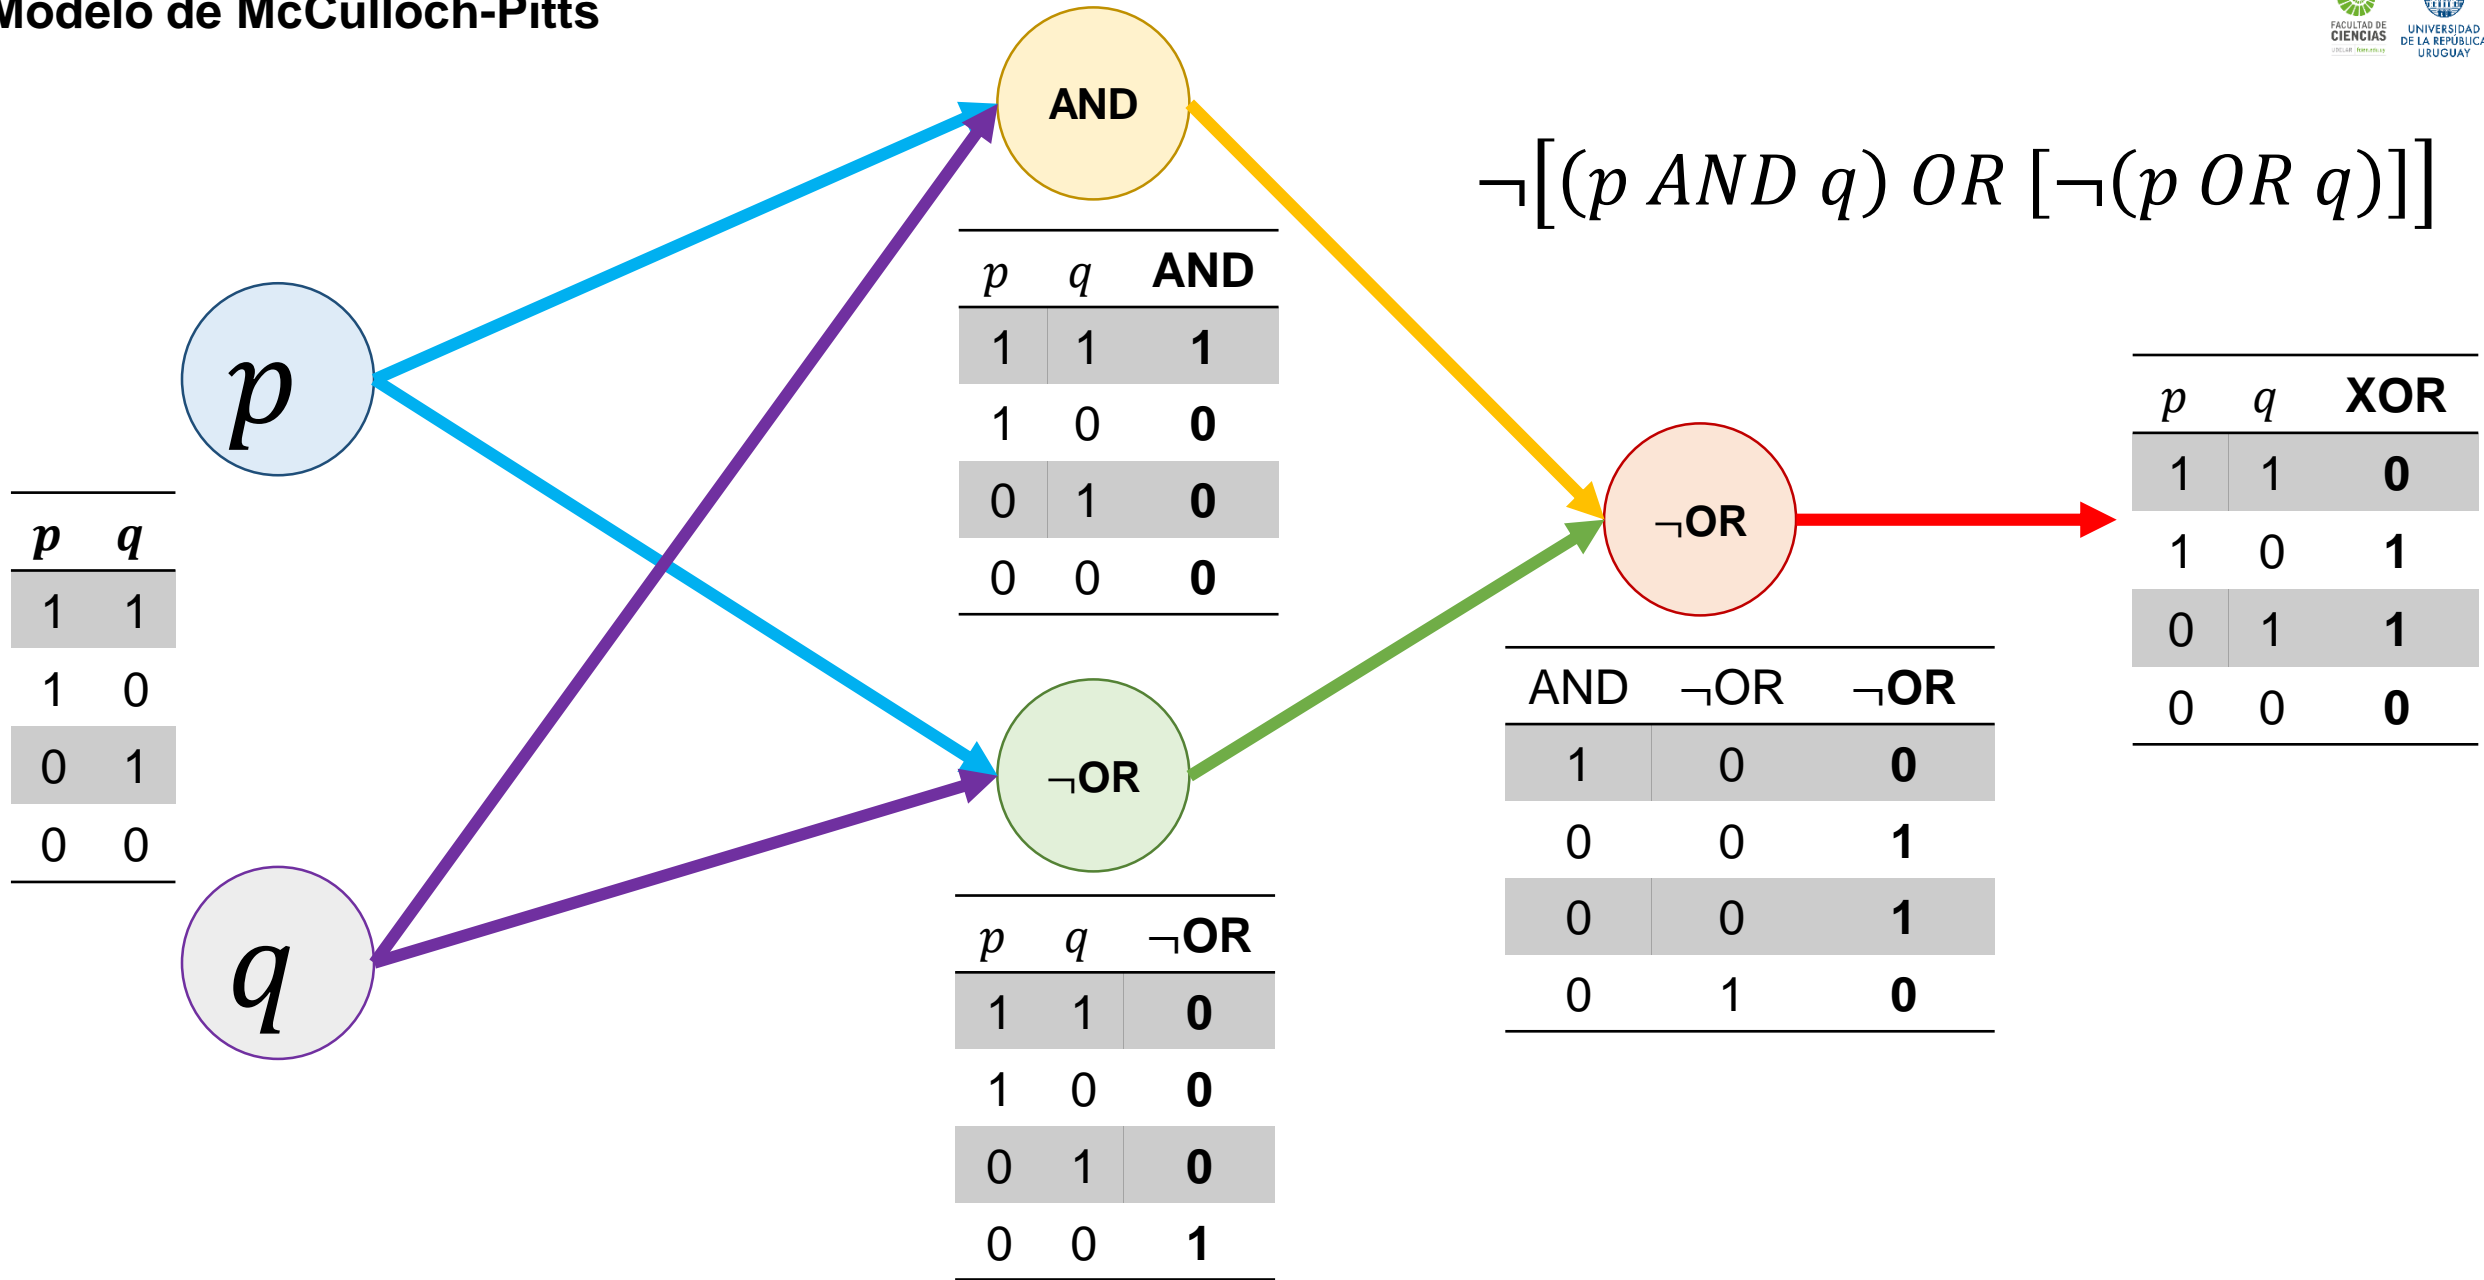 Modelo de McCulloch-Pitts
FACULTAD DE
CIENCIAS
UNIVERSIDAD
DE LA REPÚBLICA
URUGUAY
AND
¬[(p AND q) OR [¬(p OR q)]]
p
q
p q
1 1
1 0
0 1
0 0
p q AND
1 1 1
1 0 0
0 1 0
0 0 0
¬OR
p q ¬OR
1 1 0
1 0 0
0 1 0
0 0 1
¬OR
AND ¬OR ¬OR
1 0 0
0 0 1
0 0 1
0 1 0
p q XOR
1 1 0
1 0 1
0 1 1
0 0 0